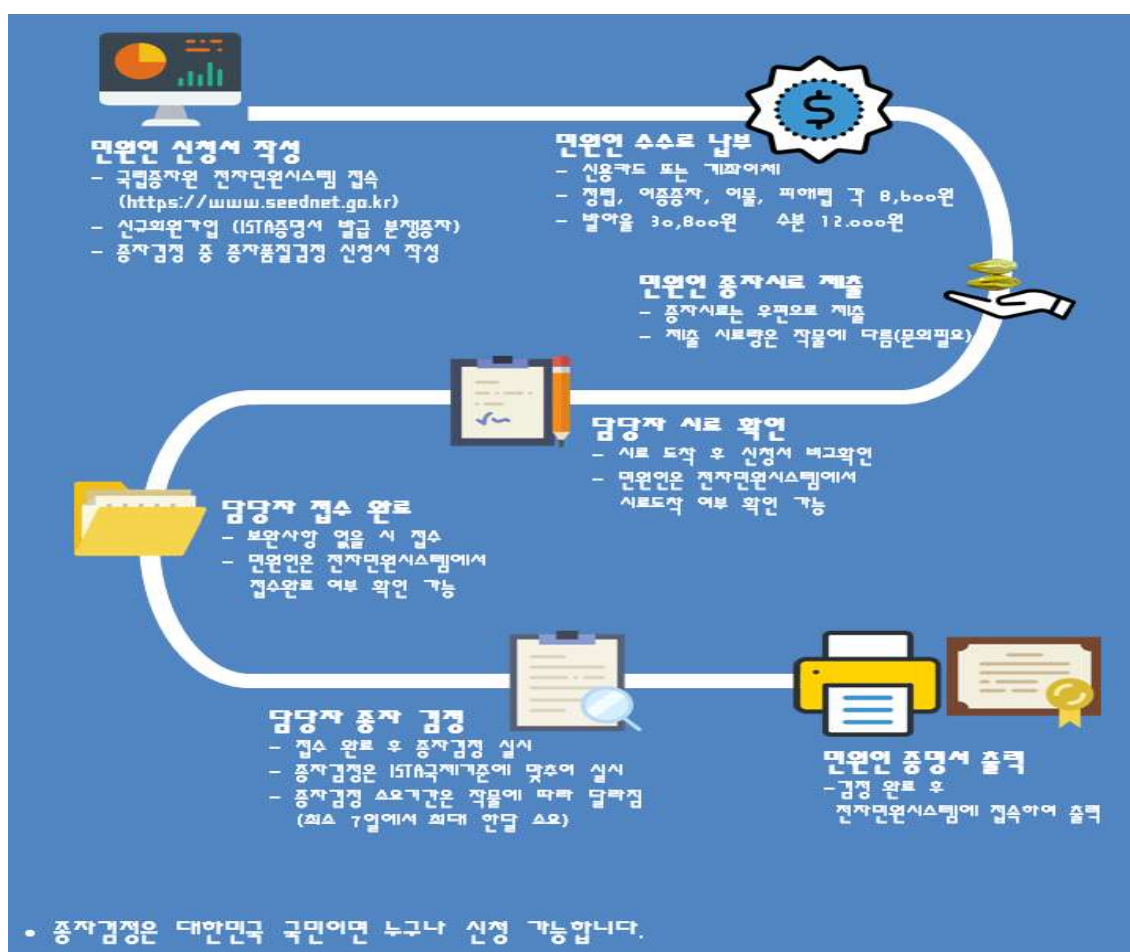 민원인 신청서 작성
- 국립종자원 전자민원시스템 접속
(https://www.seednet.go.kr)
- 신규회원가입 (ISTA증명서 발급 분쟁종자)
- 종자검정 중 종자품질검정 신청서 작성
$
민원인 수수료 납부
- 신용카드 또는 계좌이체
- 정립, 이종종자, 이물, 피해립 각 8,600원
- 발아율 30,800원 수분 12.000원
민원인 종자시료 제출
- 종자시료는 우편으로 제출
- 제출 시료량은 작물에 다름(문의필요)
담당자 시료 확인
- 시료 도착 후 신청서 비교확인
- 민원인은 전자민원시스템에서
시료도착 여부 확인 가능
담당자 접수 완료
- 보완사항 없을 시 접수
- 민원인은 전자민원시스템에서
접수완료 여부 확인 가능
담당자 종자 검정
- 접수 완료 후 종자검정 실시
- 종자검정은 ISTA국제기준에 맞추어 실시
- 종자검정 소요기간은 작물에 따라 달라짐
(최소 7일에서 최대 한달 소요)
민원인 증명서 출력
-검정 완료 후
전자민원시스템에 접속하여 출력
• 종자검정은 대한민국 국민이면 누구나 신청 가능합니다.